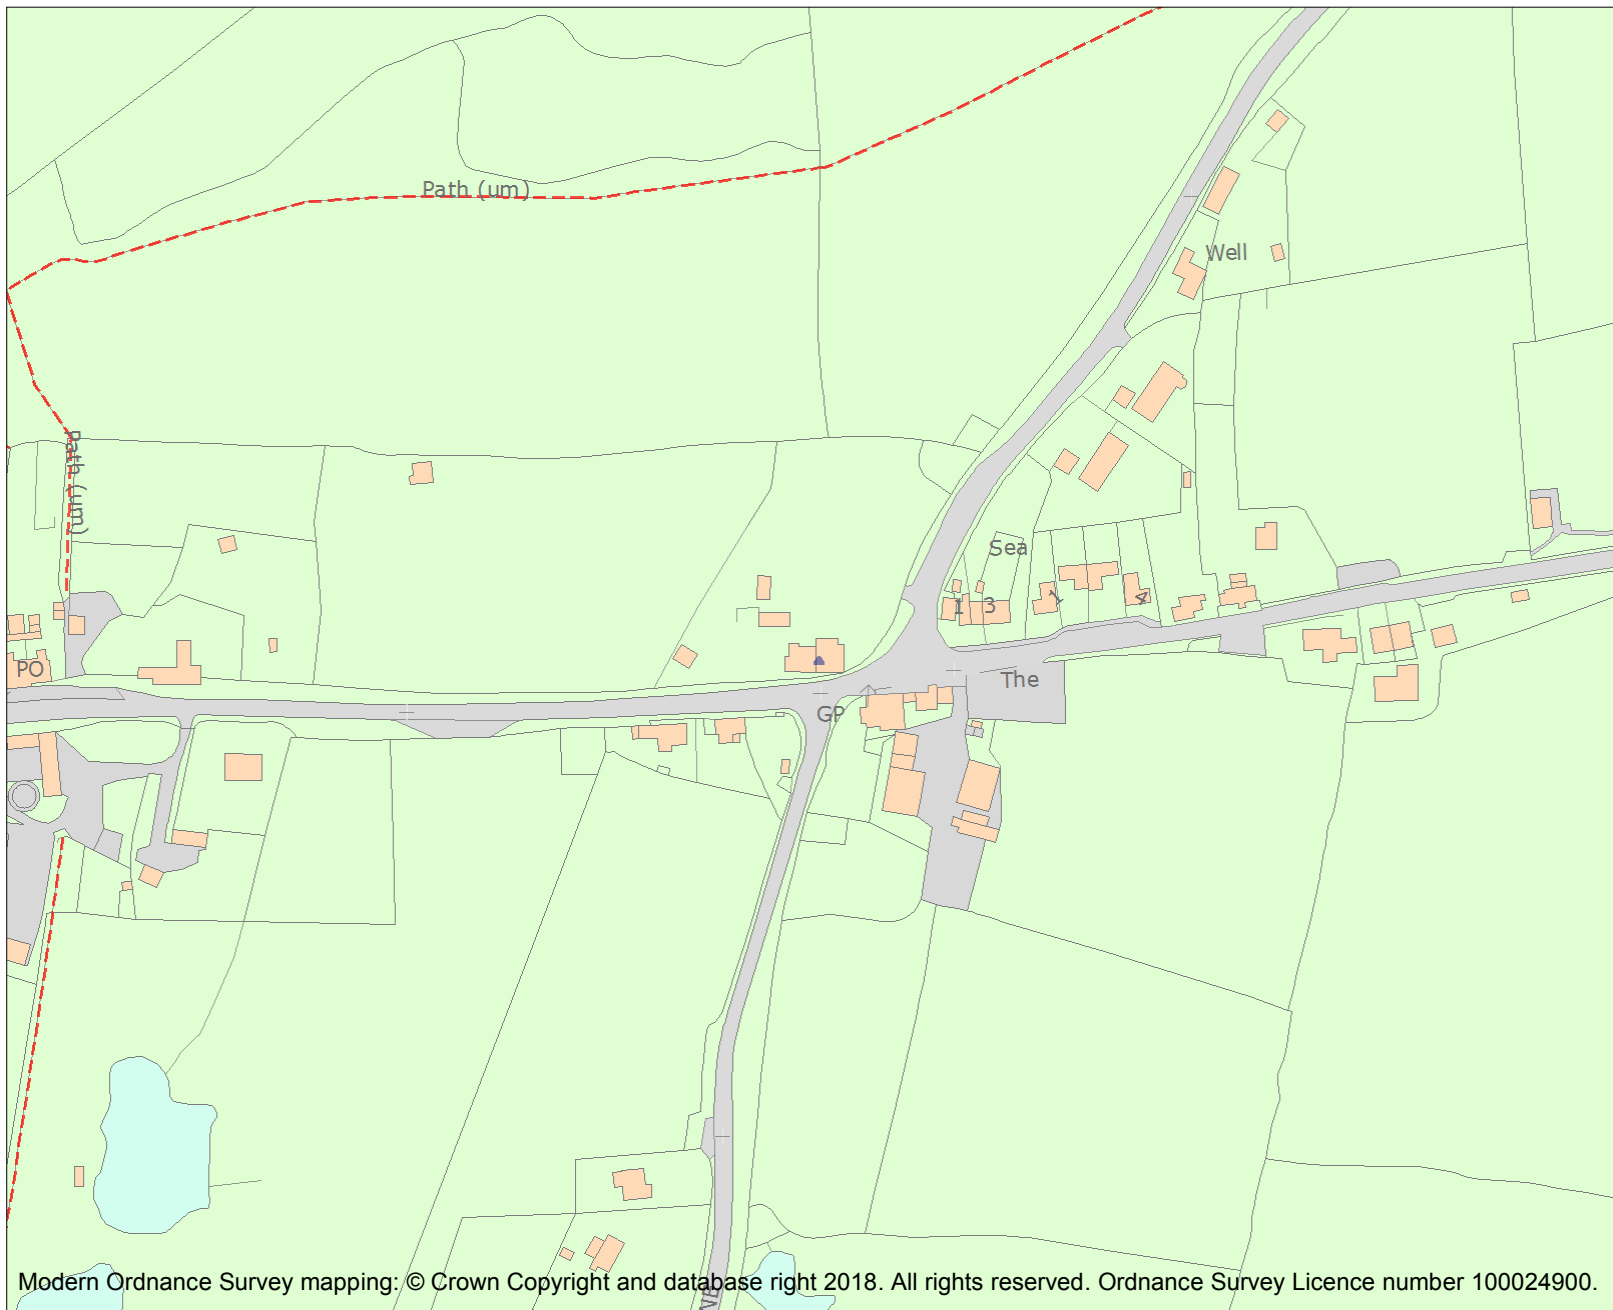 Path (um)
Well
Path (um)
Sea
1
3
1
4
PO
The
GP
Modern Ordnance Survey mapping: © Crown Copyright and database right 2018. All rights reserved. Ordnance Survey Licence number 100024900.